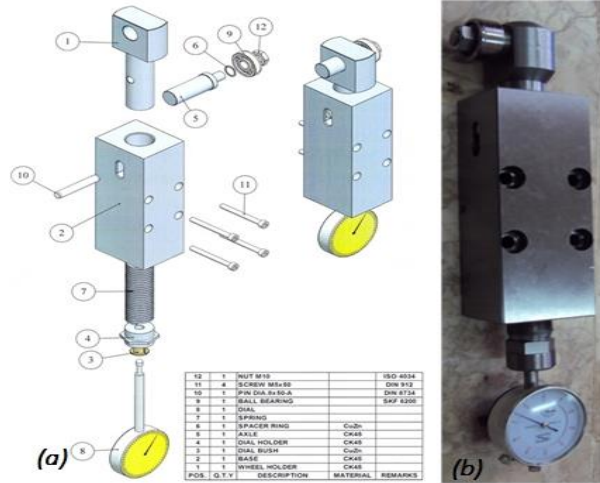 1
6
9
12
5
10
2
11
7
4
3
8
12 1 NUT M10 ISO 4034
11 4 SCREW M5x50 DIN 912
10 1 PIN DIA.8x50-A DIN 6734
9 1 BALL BEARING SKF 6200
8 1 DIAL
7 1 SPRING
6 1 SPACER RING CuZn
5 1 AXLE CK45
4 1 DIAL HOLDER CK45
3 1 DIAL BUSH CuZn
2 1 BASE CK45
1 1 WHEEL HOLDER CK45
POS. Q.T.Y DESCRIPTION MATERIAL REMARKS
(a)
(b)